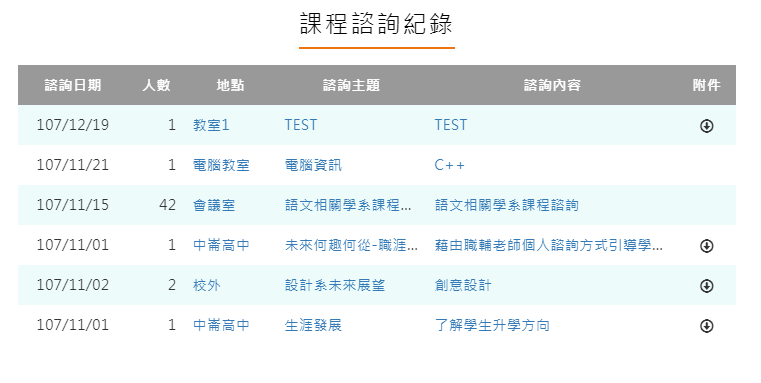 課程諮詢紀錄
諮詢日期 人數 地點 諮詢主題 諮詢內容 附件
107/12/19 1 教室1 TEST TEST
107/11/21 1 電腦教室 電腦資訊 C++
107/11/15 42 會議室 語文相關學系課程... 語文相關學系課程諮詢
107/11/01 1 中崙高中 未來何趣何從-職涯... 藉由職輔老師個人諮詢方式引導學...
107/11/02 2 校外 設計系未來展望 創意設計
107/11/01 1 中崙高中 生涯發展 了解學生升學方向